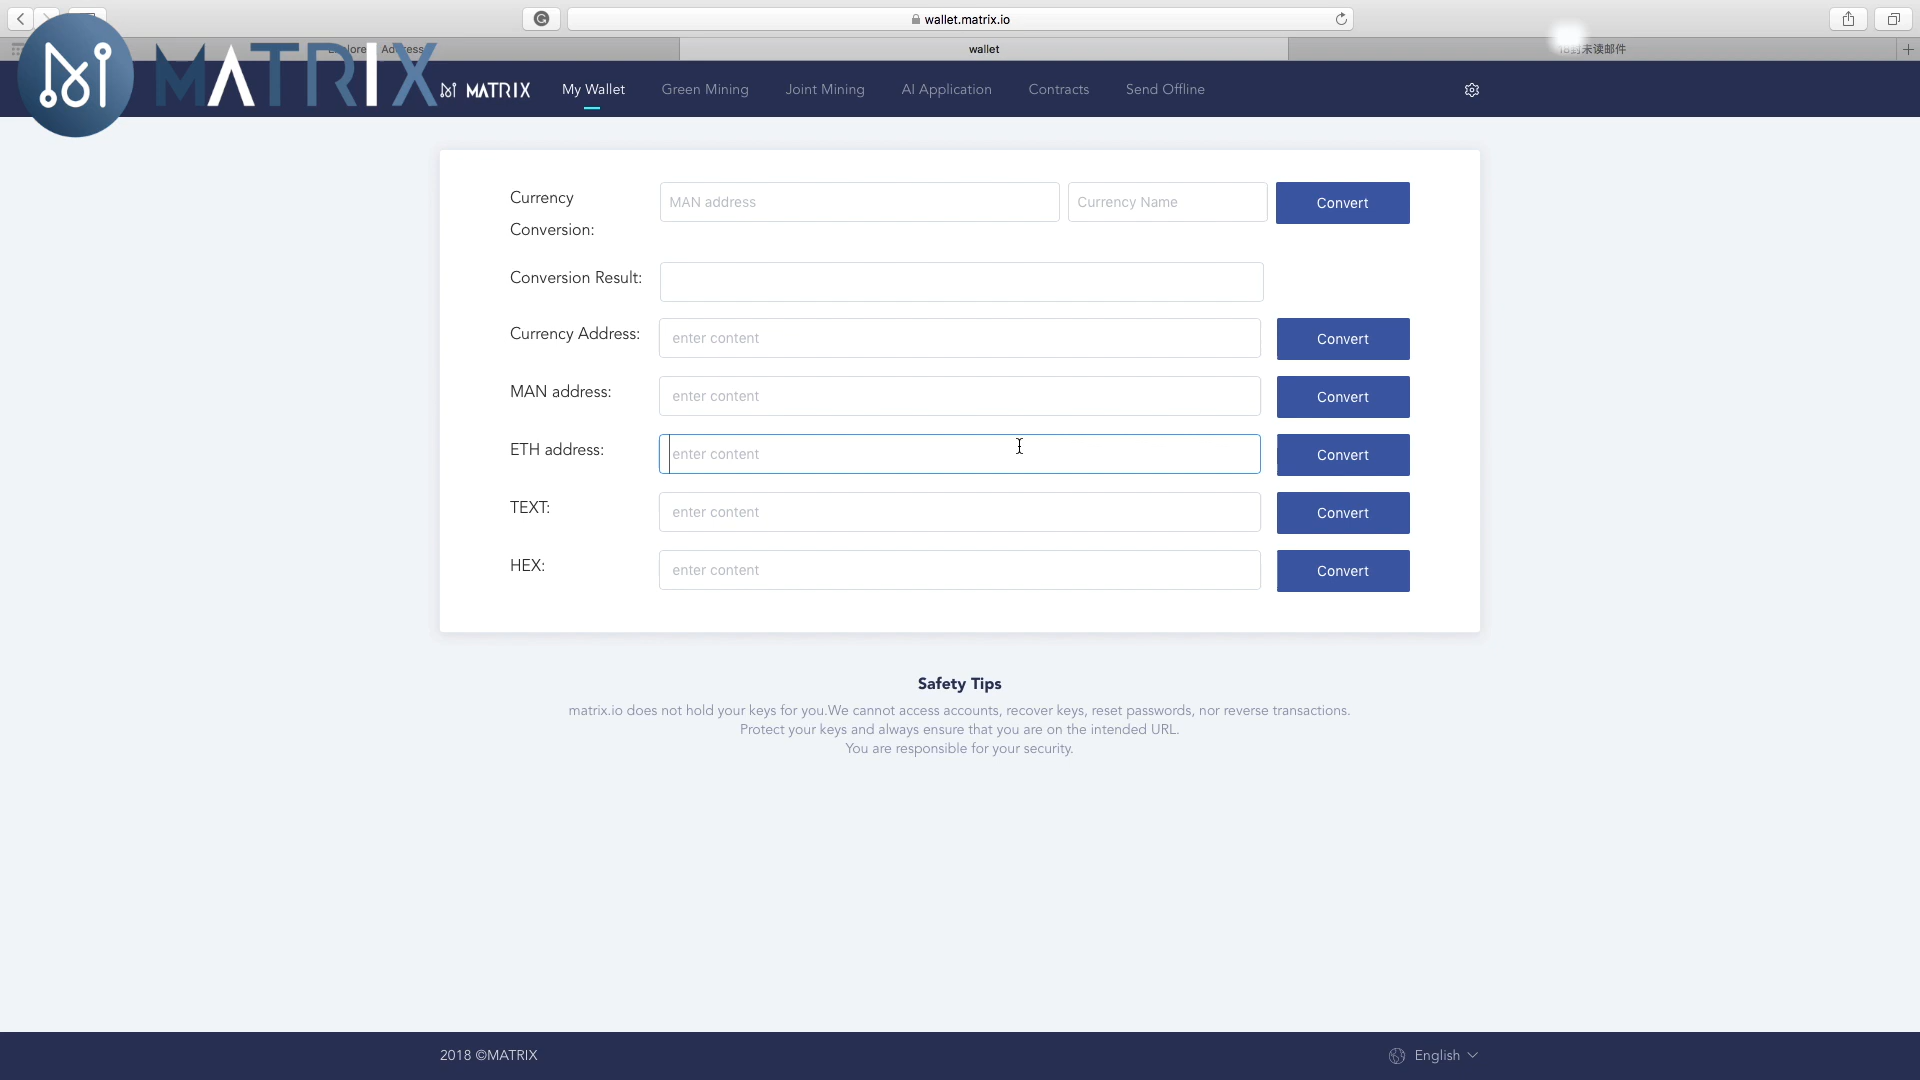 wallet.matrix.io
wallet
未读邮件
MATRIX
MATRIX
My Wallet
Green Mining
Joint Mining
AI Application
Contracts
Send Offline
Currency
Conversion:
MAN address
Currency Name
Convert
Conversion Result:
Currency Address:
enter content
Convert
MAN address:
enter content
Convert
ETH address:
enter content
Convert
TEXT:
enter content
Convert
HEX:
enter content
Convert
Safety Tips
matrix.io does not hold your keys for you.We cannot access accounts, recover keys, reset passwords, nor reverse transactions.
Protect your keys and always ensure that you are on the intended URL.
You are responsible for your security.
2018 ©MATRIX
English